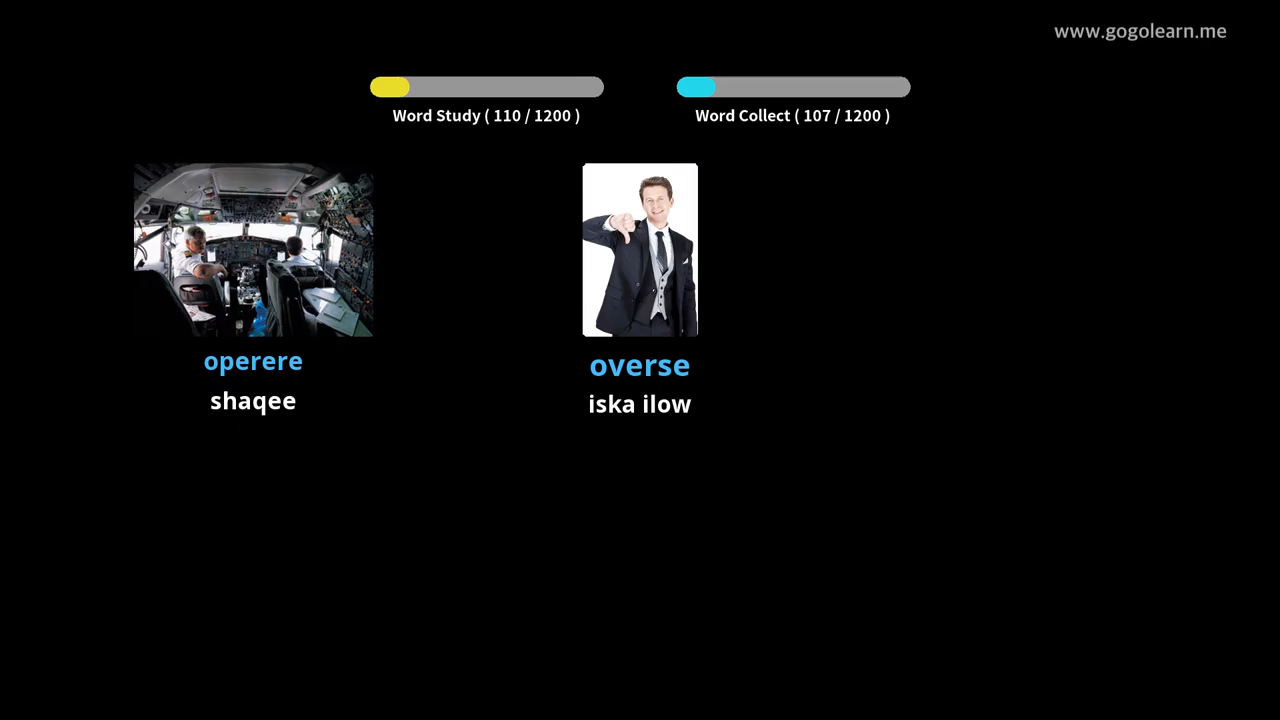 www.gogolearn.me
Word Study ( 110 / 1200 )
Word Collect ( 107 / 1200 )
operere
shaqee
overse
iska ilow